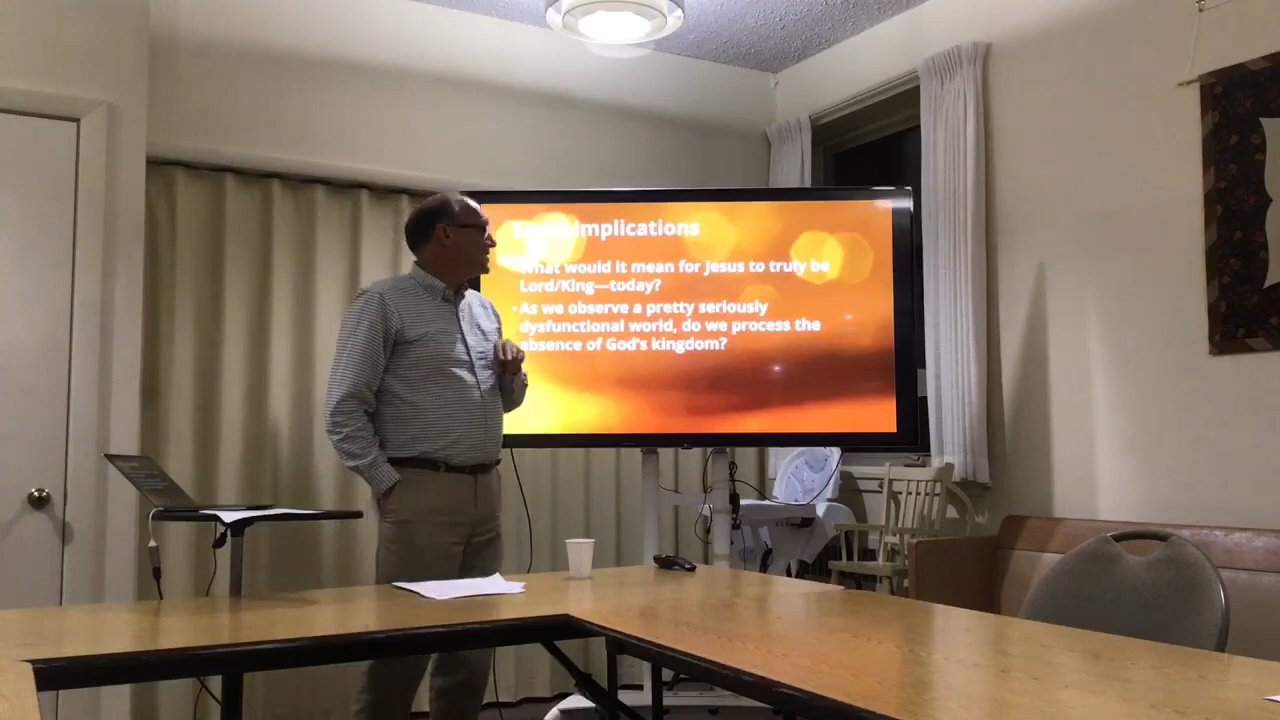 Implications
• What would it mean for Jesus to truly be
Lord/King—today?
• As we observe a pretty seriously
dysfunctional world, do we process the
absence of God's kingdom?